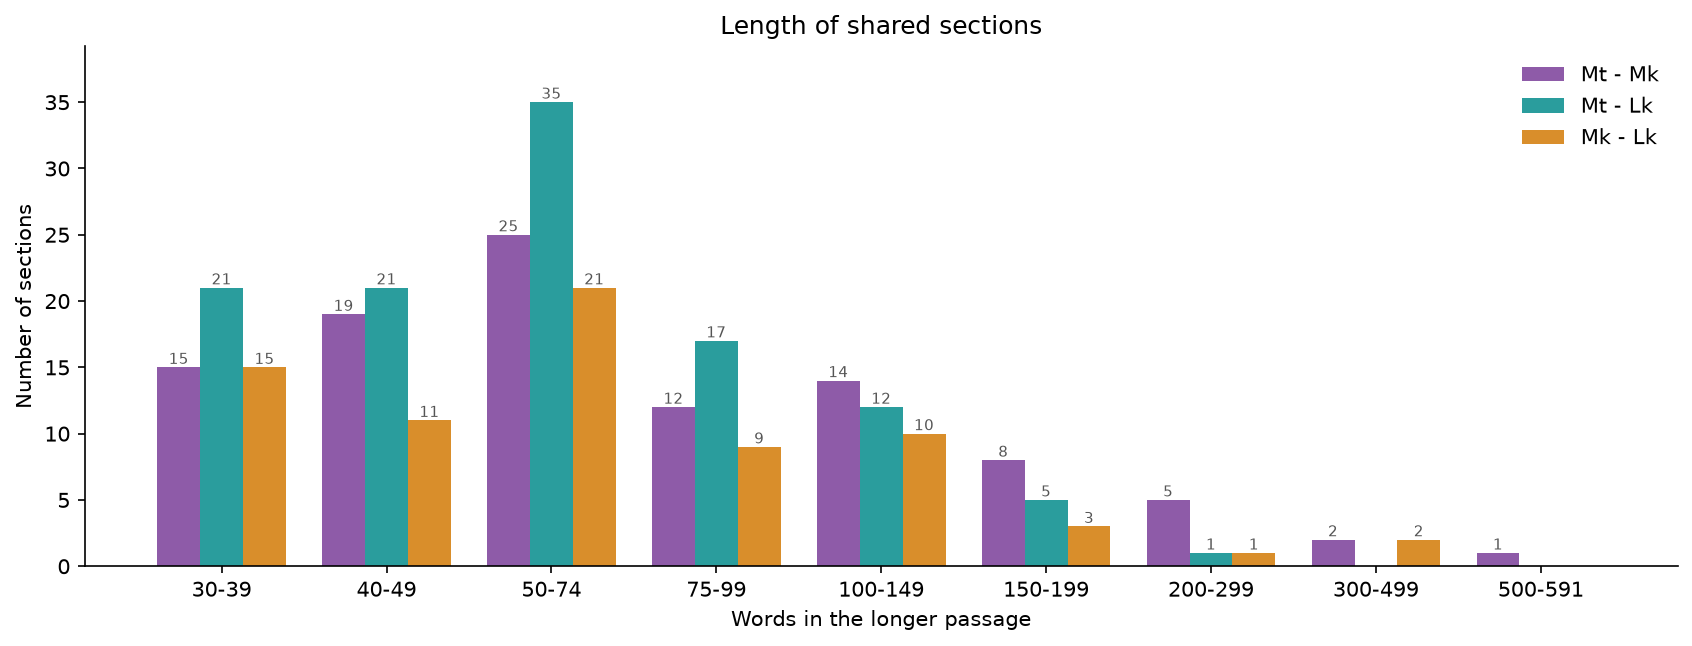 Length of shared sections
Mt - Mk
Mt - Lk
Mk - Lk
Number of sections
35
30
25
20
15
10
5
0
15 21 15
19 21 11
25 35 21
12 17 9
14 12 10
8 5 3
5 1 1
2 2
1
30-39 40-49 50-74 75-99 100-149 150-199 200-299 300-499 500-591
Words in the longer passage